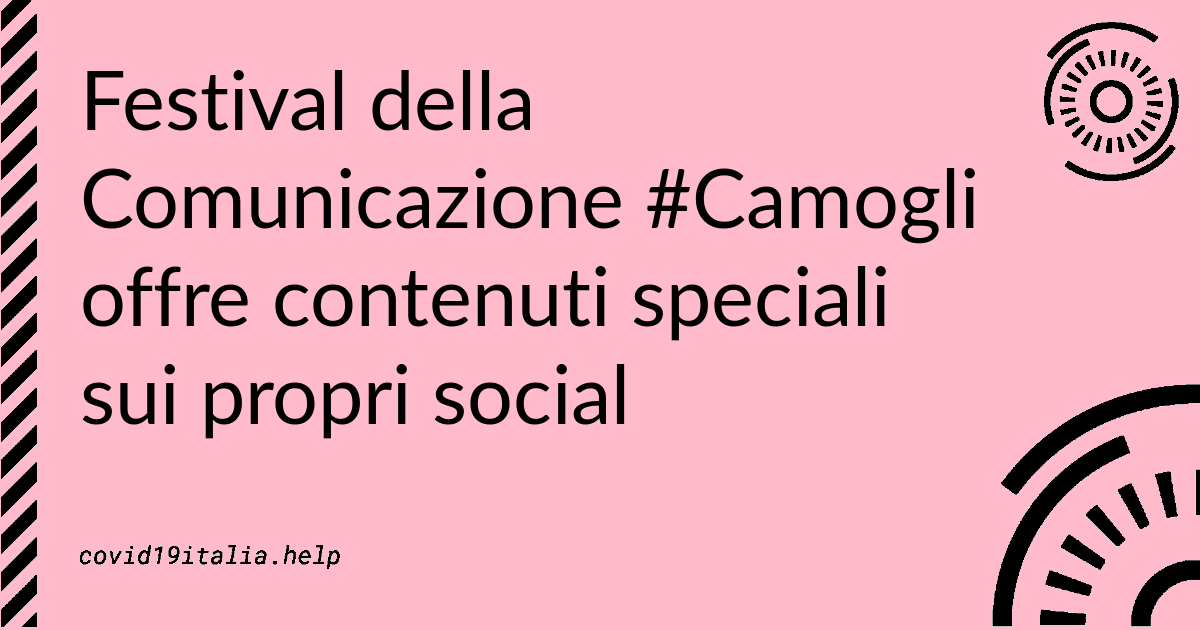 Festival della
Comunicazione #Camogli
offre contenuti speciali
sui propri social
covid19italia.help